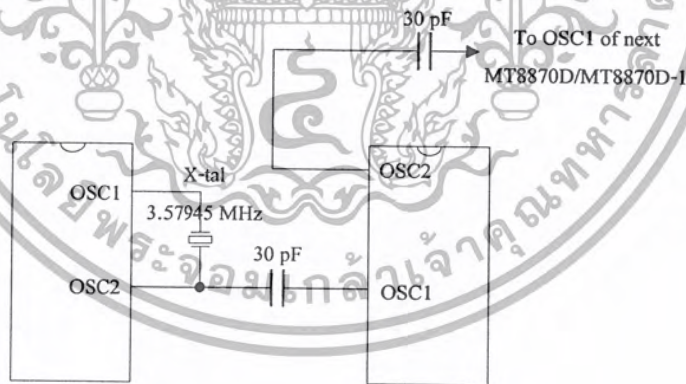 30 pF
To OSC1 of next
MT8870D/MT8870D-1
OSC1
X-tal
3.57945 MHz
OSC2
30 pF
OSC2
OSC1